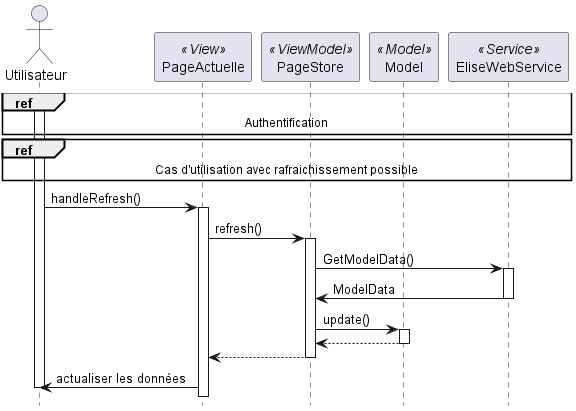 Utilisateur
« View »
PageActuelle
« ViewModel »
PageStore
« Model »
Model
« Service »
EliseWebService
ref
Authentification
ref
Cas d'utilisation avec rafraichissement possible
handleRefresh()
refresh()
GetModelData()
ModelData
update()
actualiser les données